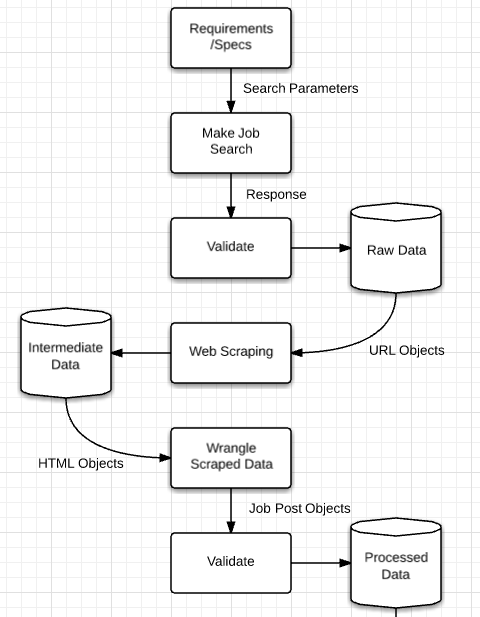 Requirements
/Specs
Search Parameters
Make Job
Search
Response
Validate
Raw Data
URL Objects
Web Scraping
Intermediate
Data
HTML Objects
Wrangle
Scraped Data
Job Post Objects
Validate
Processed
Data